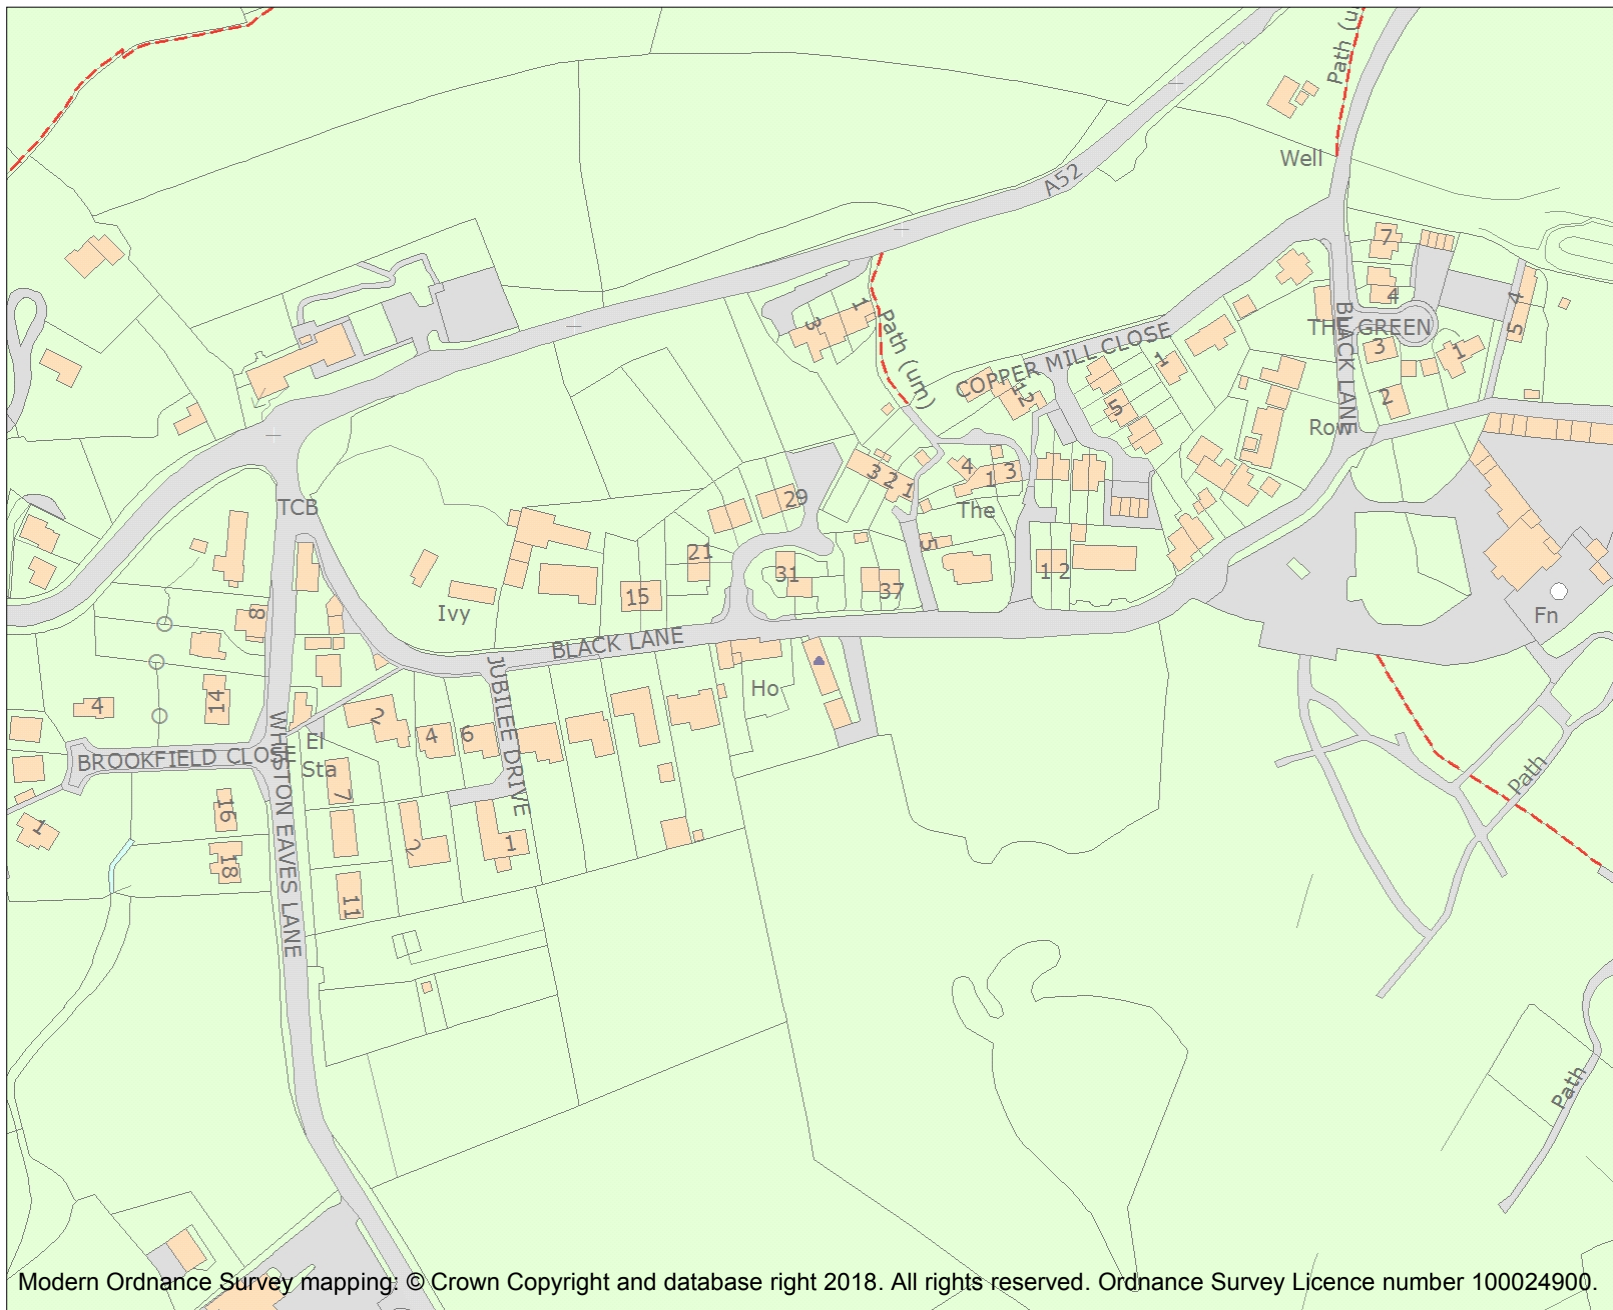 Path (u
A52
Well
7
4
THE GREEN
BLACK LANE
3
1
4
5
2
Row
1
3
Path (um)
COPPER MILL CLOSE
1
12
5
TCB
29
3
2
1
4
1
3
The
5
21
31
37
1 2
15
Ivy
BLACK LANE
8
14
4
BROOKFIELD CLOSE
WHISTON EAVES LANE
El
Sta
JUBILEE DRIVE
2
4
6
Ho
Fn
Path
7
16
1
18
2
1
11
Path
Modern Ordnance Survey mapping: © Crown Copyright and database right 2018. All rights reserved. Ordnance Survey Licence number 100024900.